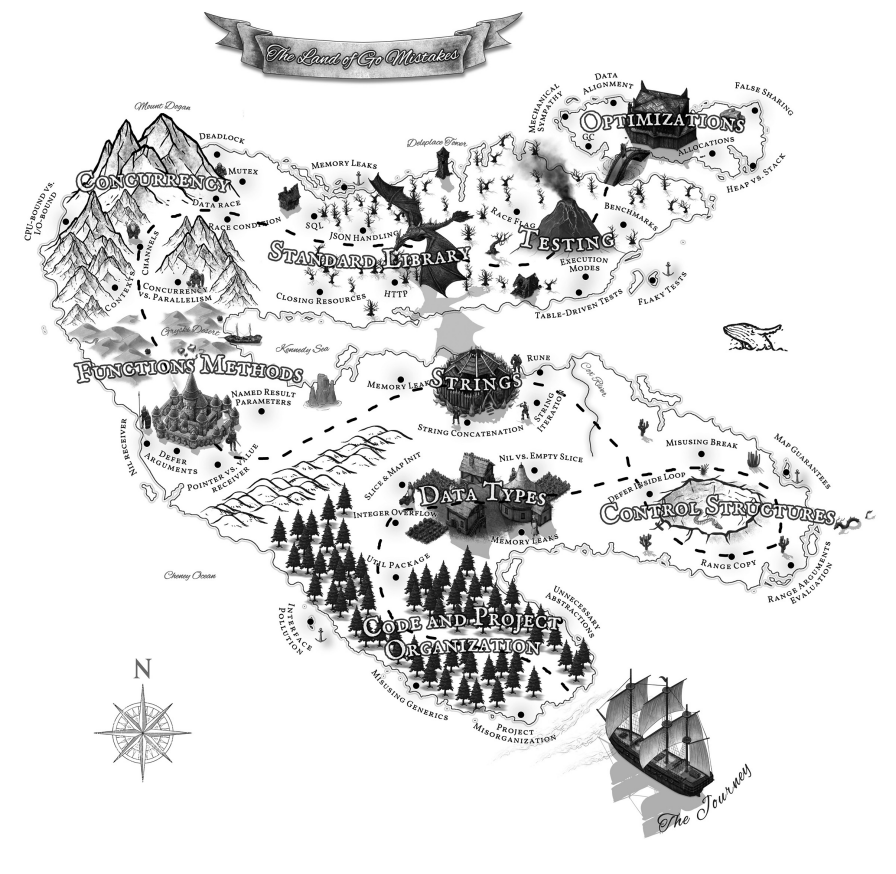 The Land of Go Mistakes
Mount Dogan
DEADLOCK
MUTEX
CONCURRENCY
DATA RACE
RACE CONDITION
CPU-BOUND VS.
I/O-BOUND
CHANNELS
CONTEXTS
CONCURRENCY
VS. PARALLELISM
MEMORY LEAKS
Delsplace Tower
SQL
JSON HANDLING
STANDARD LIBRARY
CLOSING RESOURCES
HTTP
MECHANICAL
SYMPATHY
DATA
ALIGNMENT
FALSE SHARING
OPTIMIZATIONS
GC
ALLOCATIONS
HEAP VS. STACK
RACE FLAG
BENCHMARKS
TESTING
EXECUTION
MODES
TABLE-DRIVEN TESTS
FLAKY TESTS
Kennedy Sea
FUNCTIONS METHODS
NAMED RESULT
PARAMETERS
NIL RECEIVER
DEFER
ARGUMENTS
POINTER VS. VALUE
RECEIVER
MEMORY LEAK
STRINGS
RUNE
STRING
ITERATION
STRING CONCATENATION
Cox River
SLICE & MAP INIT
NIL VS. EMPTY SLICE
DATA TYPES
INTEGER OVERFLOW
MEMORY LEAKS
MISUSING BREAK
MAP GUARANTEES
DEFER INSIDE LOOP
CONTROL STRUCTURES
RANGE COPY
RANGE ARGUMENTS
EVALUATION
UTIL PACKAGE
Cheney Ocean
INTERFACE
POLLUTION
UNNECESSARY
ABSTRACTIONS
CODE AND PROJECT
ORGANIZATION
MISUSING GENERICS
PROJECT
MISORGANIZATION
N
The Journey